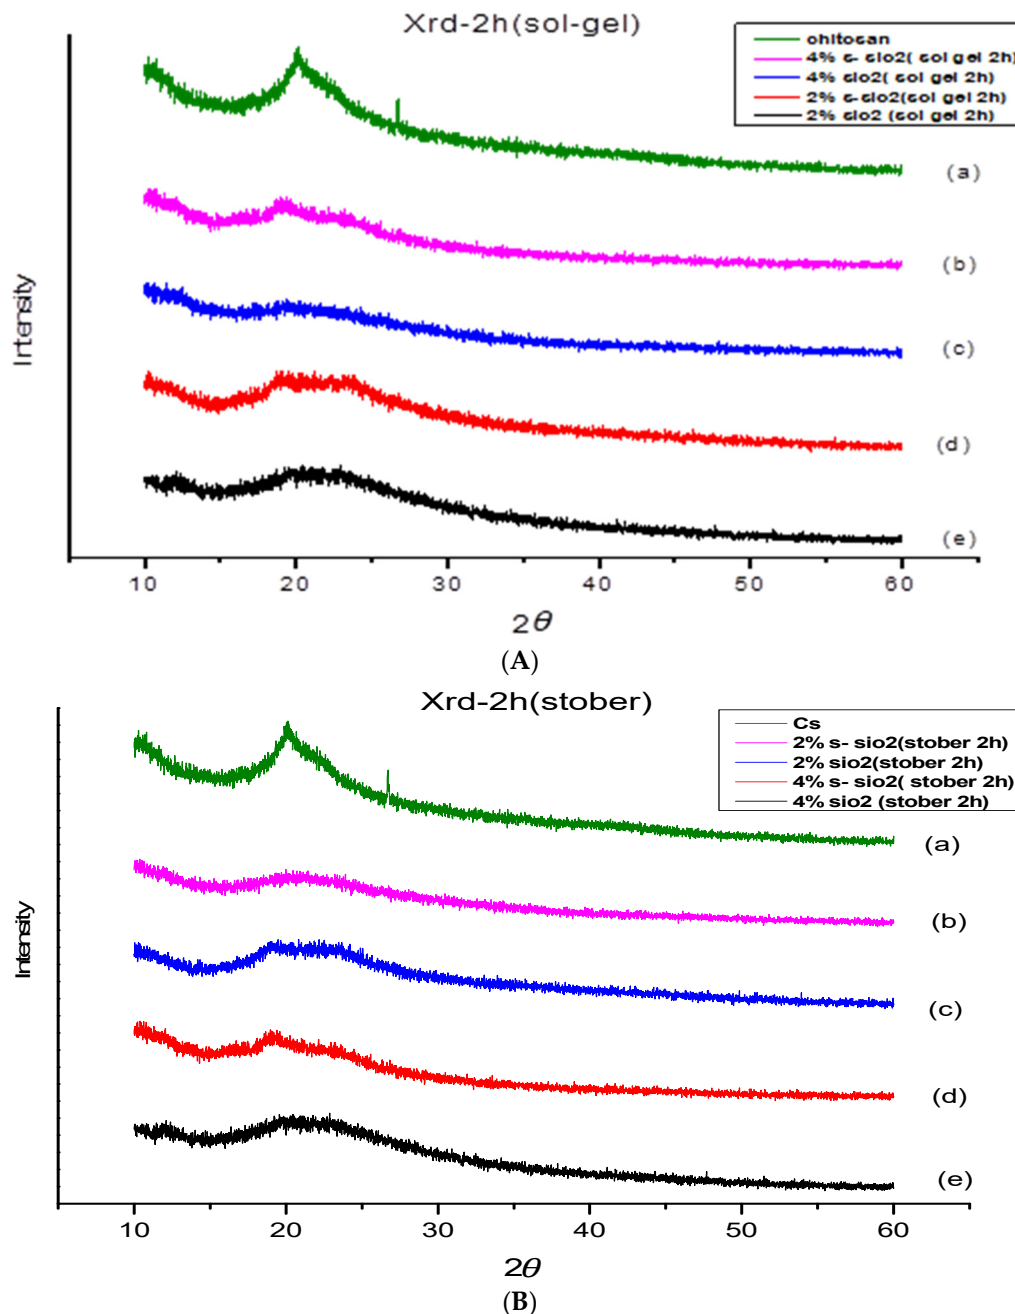 Xrd-2h(sol-gel)
ohitosan
4% s- sio2( sol gel 2h)
4% sio2( sol gel 2h)
2% s-sio2(sol gel 2h)
2% sio2 (sol gel 2h)
(a)
(b)
(c)
(d)
(e)
Intensity
10 20 30 40 50 60
2θ
(A)
Xrd-2h(stober)
Cs
2% s- sio2(stober 2h)
2% sio2(stober 2h)
4% s- sio2( stober 2h)
4% sio2 (stober 2h)
(a)
(b)
(c)
(d)
(e)
Intensity
10 20 30 40 50 60
2θ
(B)